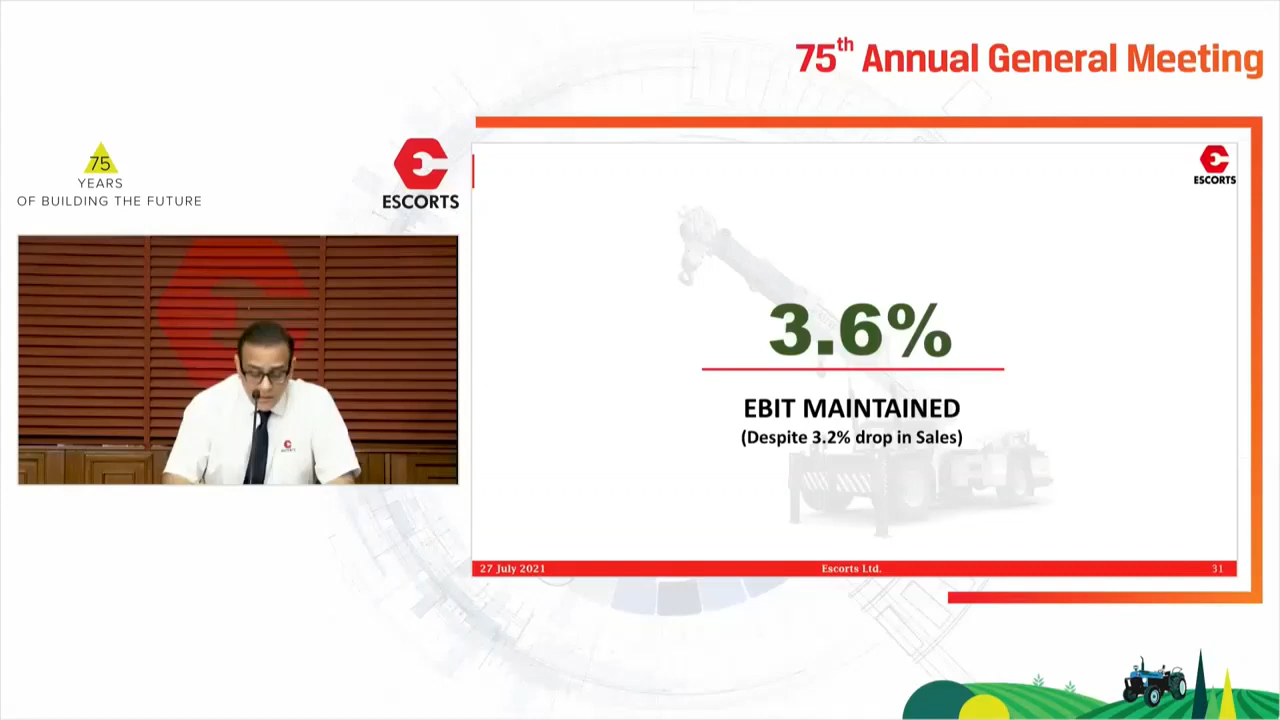 75th Annual General Meeting
75
YEARS
OF BUILDING THE FUTURE
ESCORTS
ESCORTS
3.6%
EBIT MAINTAINED
(Despite 3.2% drop in Sales)
27 July 2021
Escorts Ltd.
31